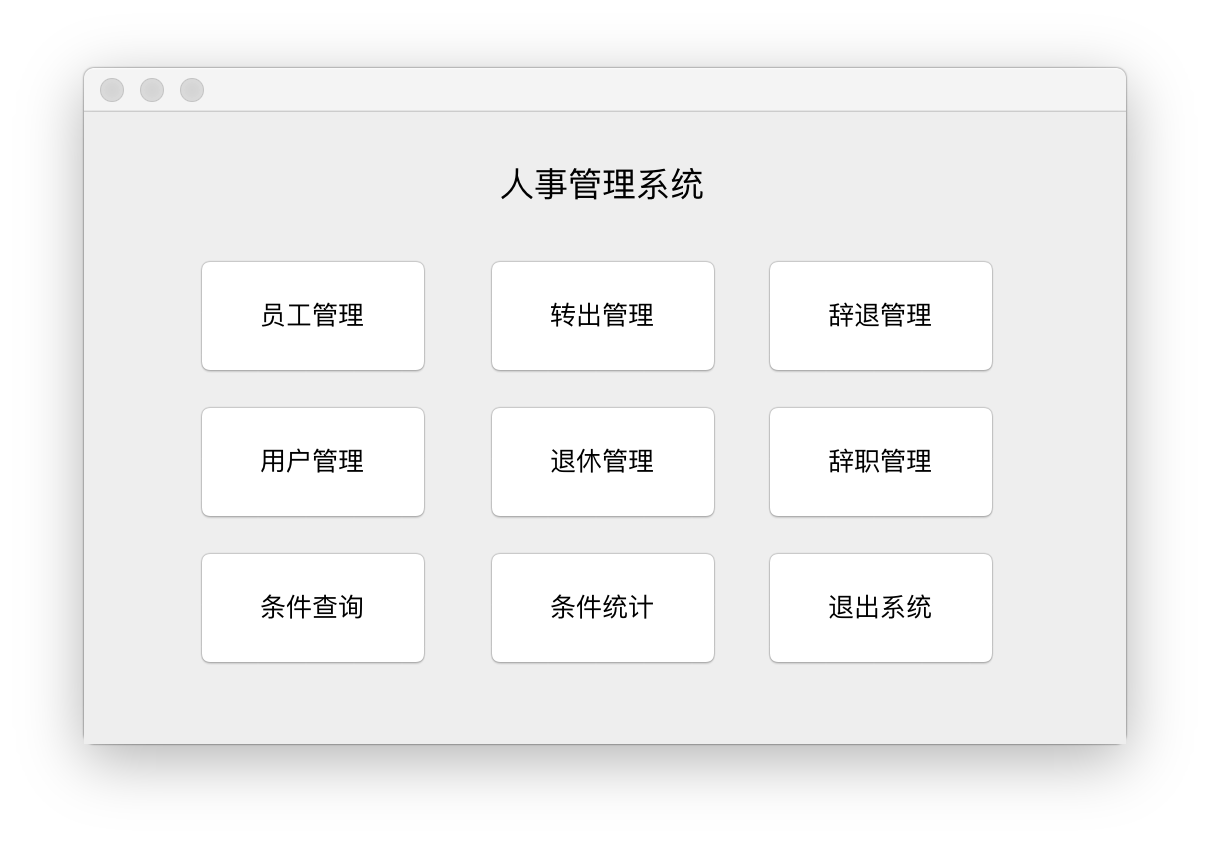 人事管理系统
员工管理
转出管理
辞退管理
用户管理
退休管理
辞职管理
条件查询
条件统计
退出系统